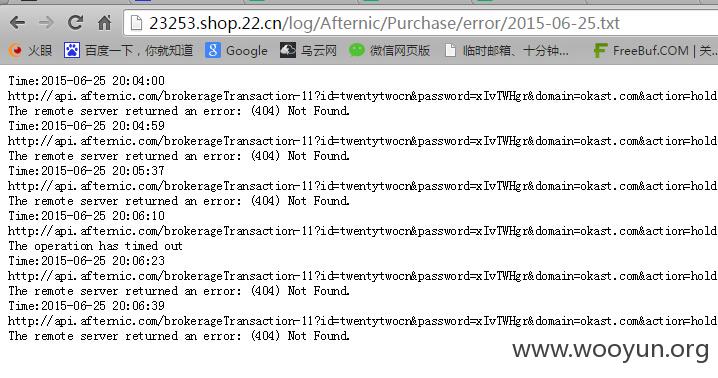 23253.shop.22.cn/log/Afternic/Purchase/error/2015-06-25.txt
火眼 百度一下，你就知道 Google 乌云网 微信网页版 临时邮箱、十分钟... FreeBuf.COM | 关
Time:2015-06-25 20:04:00
http://api.afternic.com/brokerageTransaction-11?id=twentytwocn&password=xIvTWHgr&domain=okast.com&action=hold
The remote server returned an error: (404) Not Found.
Time:2015-06-25 20:04:59
http://api.afternic.com/brokerageTransaction-11?id=twentytwocn&password=xIvTWHgr&domain=okast.com&action=hold
The remote server returned an error: (404) Not Found.
Time:2015-06-25 20:05:37
http://api.afternic.com/brokerageTransaction-11?id=twentytwocn&password=xIvTWHgr&domain=okast.com&action=hold
The remote server returned an error: (404) Not Found.
Time:2015-06-25 20:06:10
http://api.afternic.com/brokerageTransaction-11?id=twentytwocn&password=xIvTWHgr&domain=okast.com&action=hold
The operation has timed out
Time:2015-06-25 20:06:23
http://api.afternic.com/brokerageTransaction-11?id=twentytwocn&password=xIvTWHgr&domain=okast.com&action=hold
The remote server returned an error: (404) Not Found.
Time:2015-06-25 20:06:39
http://api.afternic.com/brokerageTransaction-11?id=twentytwocn&password=xIvTWHgr&domain=okast.com&action=hold
The remote server returned an error: (404) Not Found.
www.wooyun.org